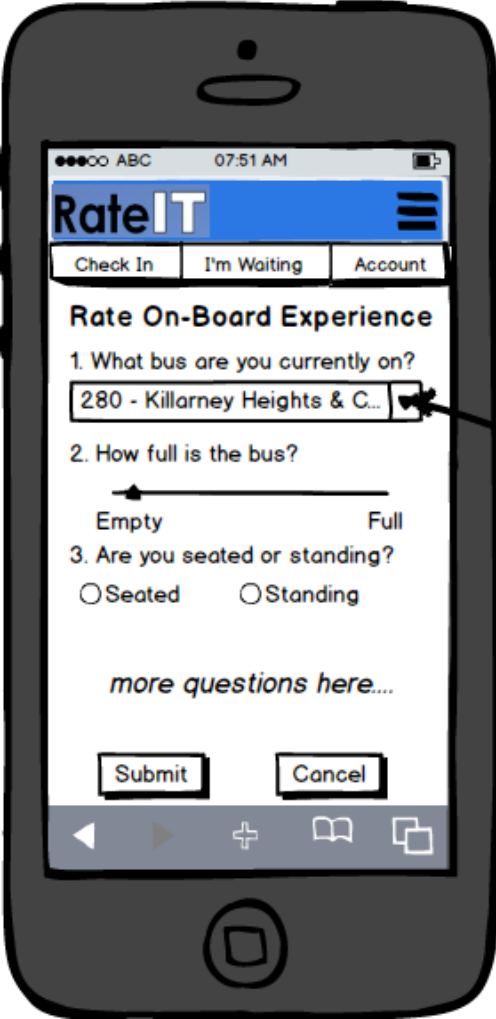 ABC 07:51 AM
RateIT
Check In I'm Waiting Account
Rate On-Board Experience
1. What bus are you currently on?
280 - Killarney Heights & C...
2. How full is the bus?
Empty Full
3. Are you seated or standing?
Seated Standing
more questions here....
Submit Cancel